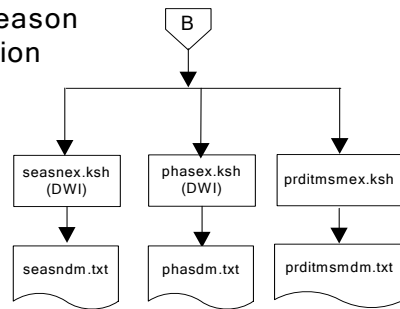 eason
ion
B
seasnex.ksh
(DWI)
phasex.ksh
(DWI)
prditmsmex.ksh
seasndm.txt
phasdm.txt
prditmsmdm.txt